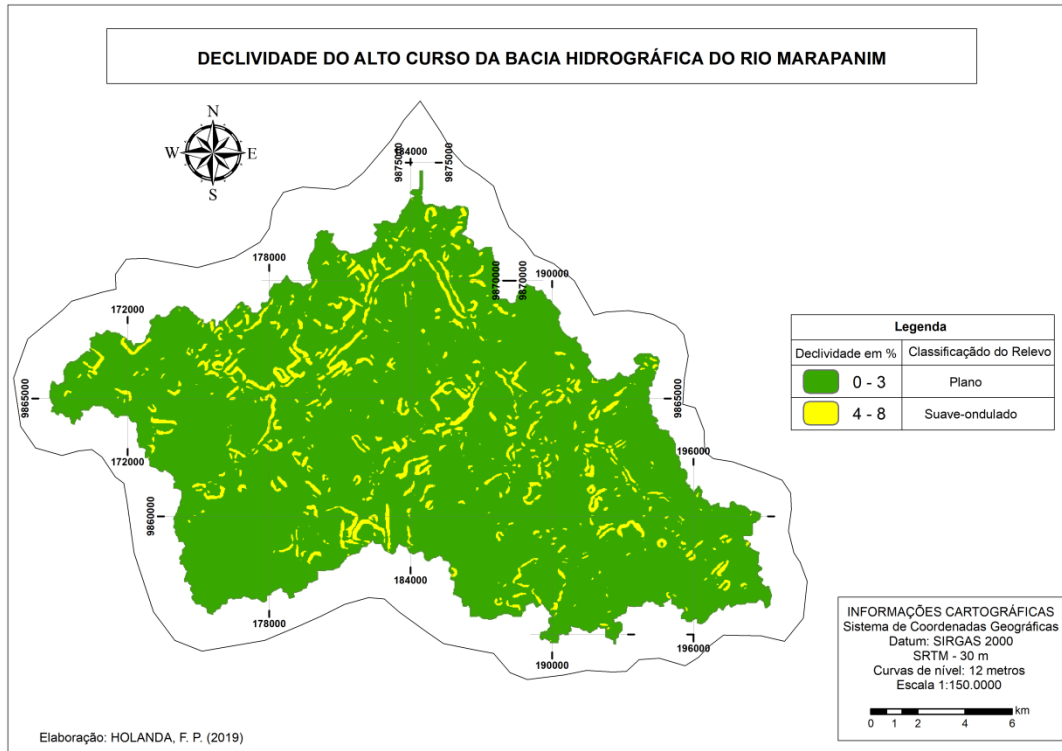 DECLIVIDADE DO ALTO CURSO DA BACIA HIDROGRÁFICA DO RIO MARAPANIM
N
W E
S
184000
9875000 9875000
178000
9870000 9870000
190000
172000
9865000
9865000
172000
196000
9860000
184000
178000
190000
196000
Legenda
Declividade em % Classificaçãdo do Relevo
0 - 3 Plano
4 - 8 Suave-ondulado
INFORMAÇÕES CARTOGRÁFICAS
Sistema de Coordenadas Geográficas
Datum: SIRGAS 2000
SRTM - 30 m
Curvas de nível: 12 metros
Escala 1:150.0000
km
0 1 2 4 6
Elaboração: HOLANDA, F. P. (2019)